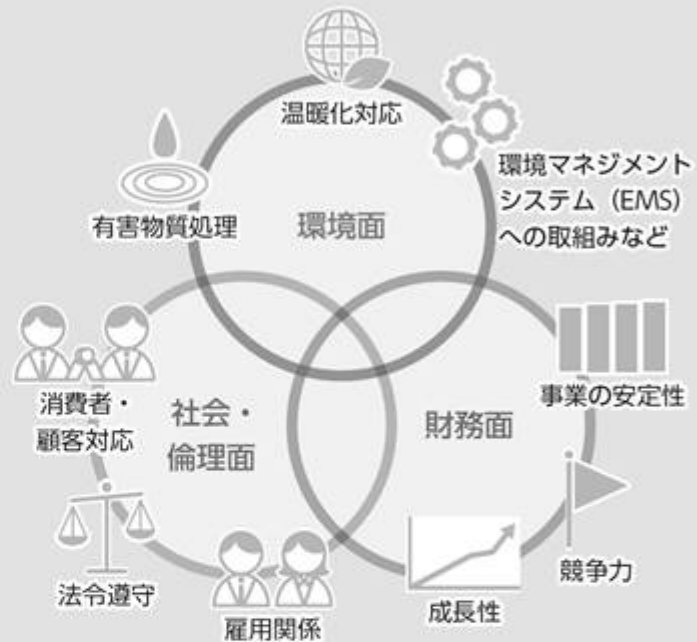 温暖化対応
環境マネジメント
システム（EMS）
への取組みなど
有害物質処理
環境面
消費者・
顧客対応
社会・
倫理面
財務面
事業の安定性
法令遵守
雇用関係
成長性
競争力